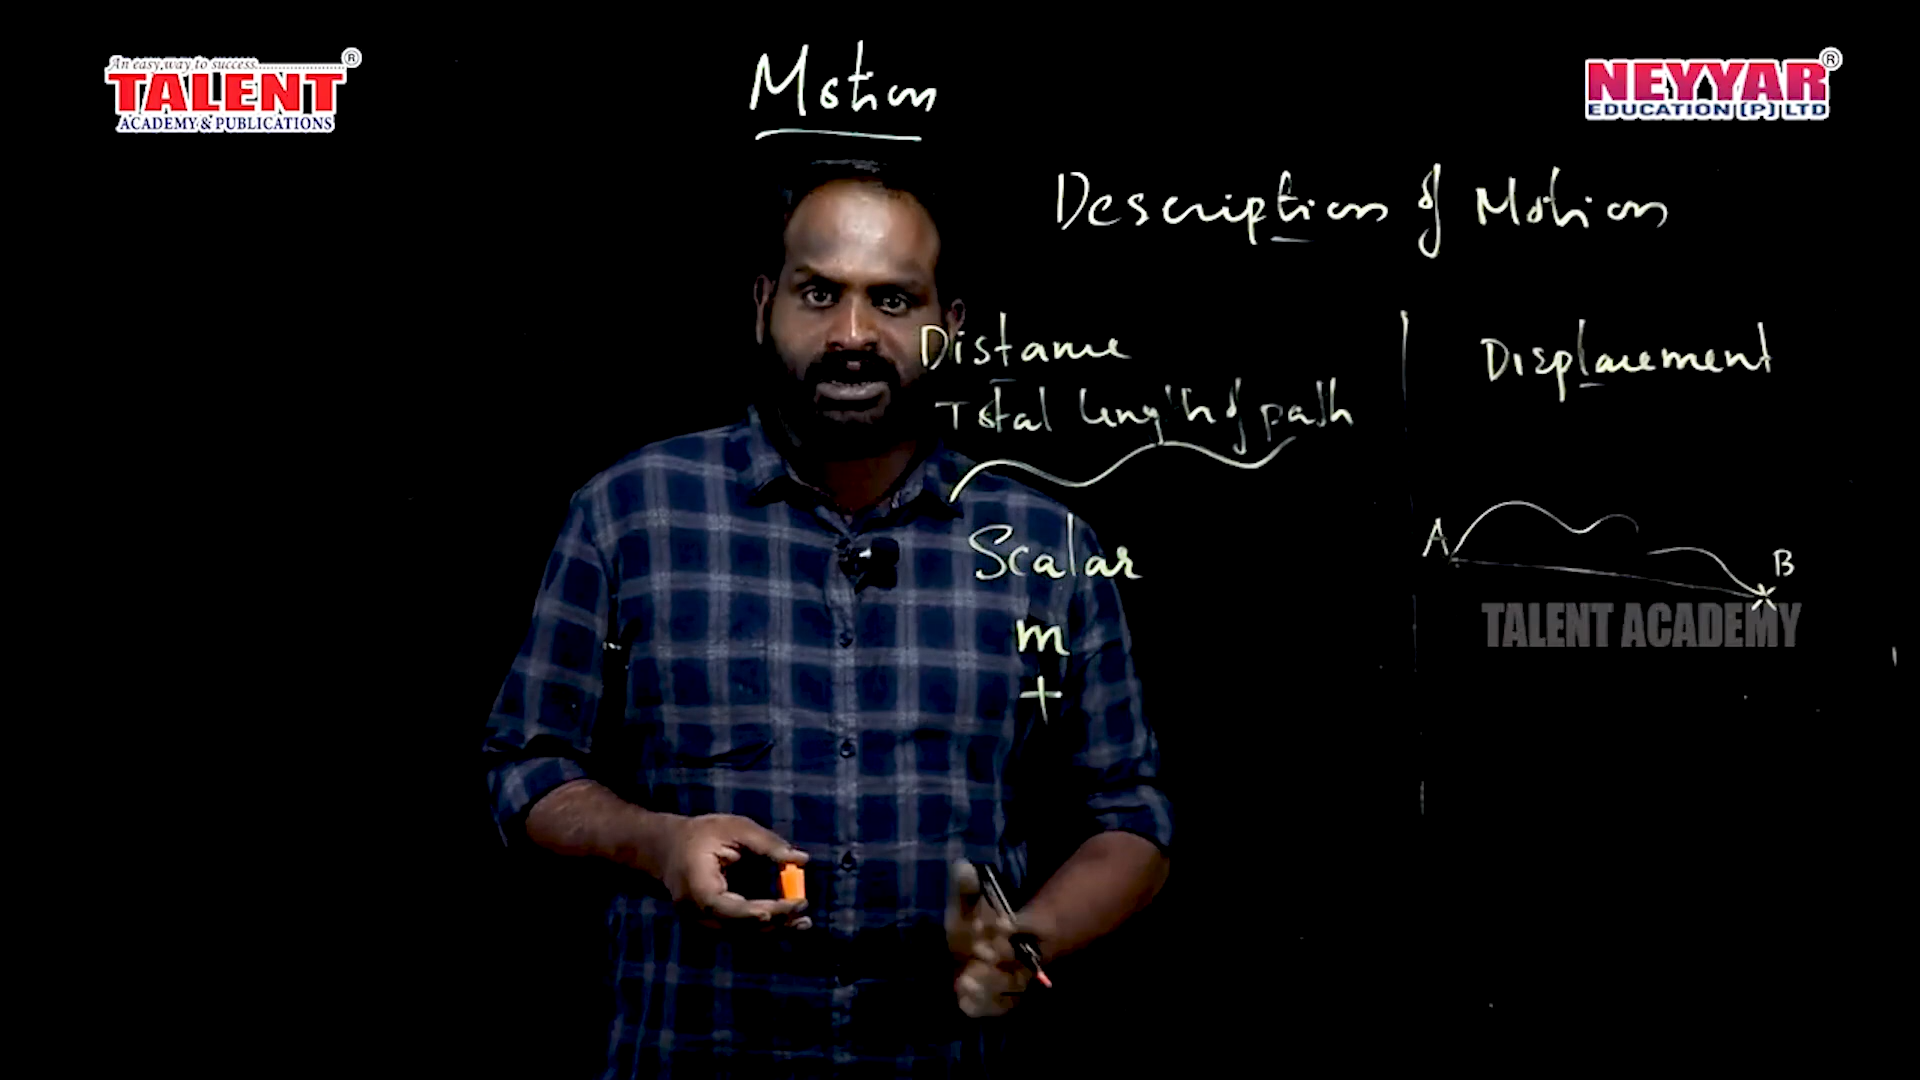 An easy way to success......................
TALENT ®
ACADEMY & PUBLICATIONS
NEYYAR ®
EDUCATION (P) LTD
Motion
Description of Motion
Distance
Total length of path
Scalar
m
+
Displacement
A
B
TALENT ACADEMY